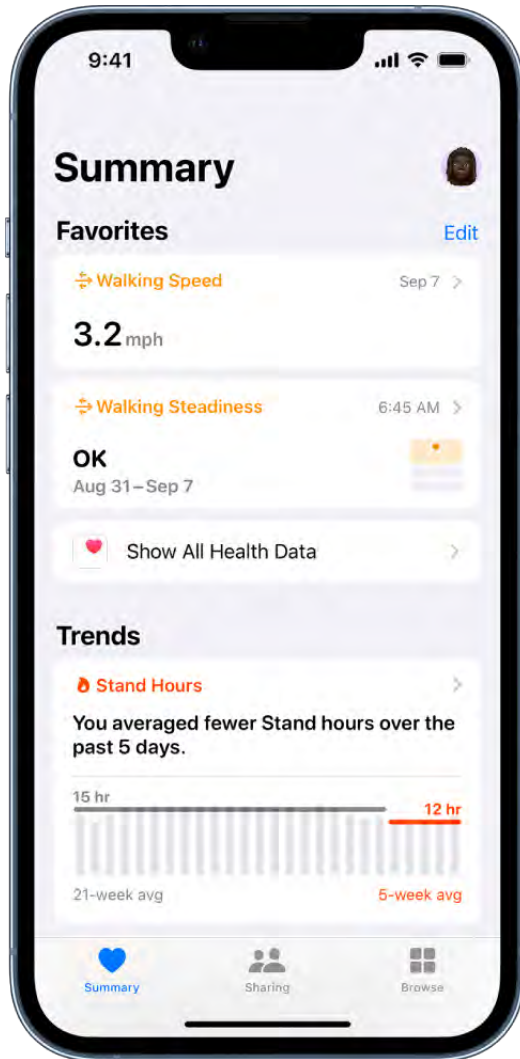 9:41
Summary
Favorites
Edit
Walking Speed
Sep 7
3.2 mph
Walking Steadiness
6:45 AM
OK
Aug 31–Sep 7
Show All Health Data
Trends
Stand Hours
You averaged fewer Stand hours over the
past 5 days.
15 hr
12 hr
21-week avg
5-week avg
Summary
Sharing
Browse